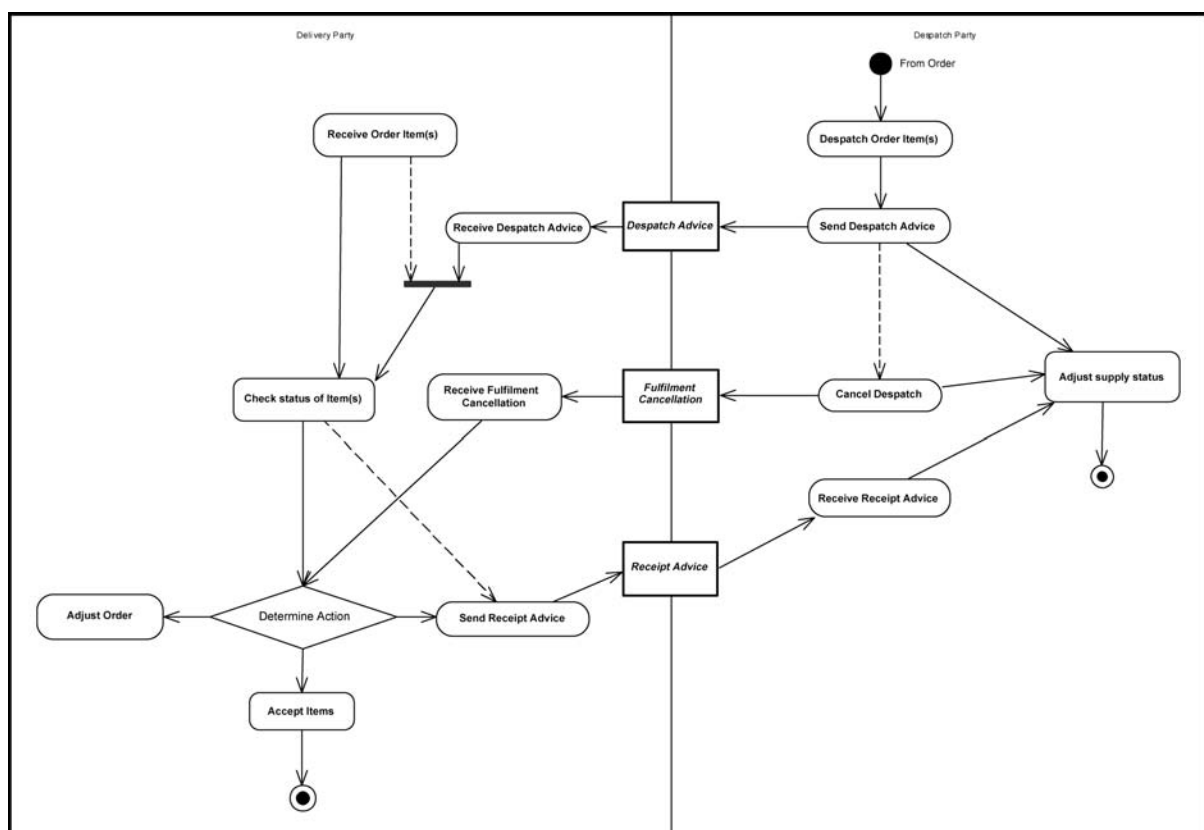 Delivery Party
Despatch Party
From Order
Receive Order Item(s)
Despatch Order Item(s)
Receive Despatch Advice
Despatch Advice
Send Despatch Advice
Check status of Item(s)
Receive Fulfilment
Cancellation
Fulfilment
Cancellation
Cancel Despatch
Adjust supply status
Receive Receipt Advice
Receipt Advice
Adjust Order
Determine Action
Send Receipt Advice
Accept Items